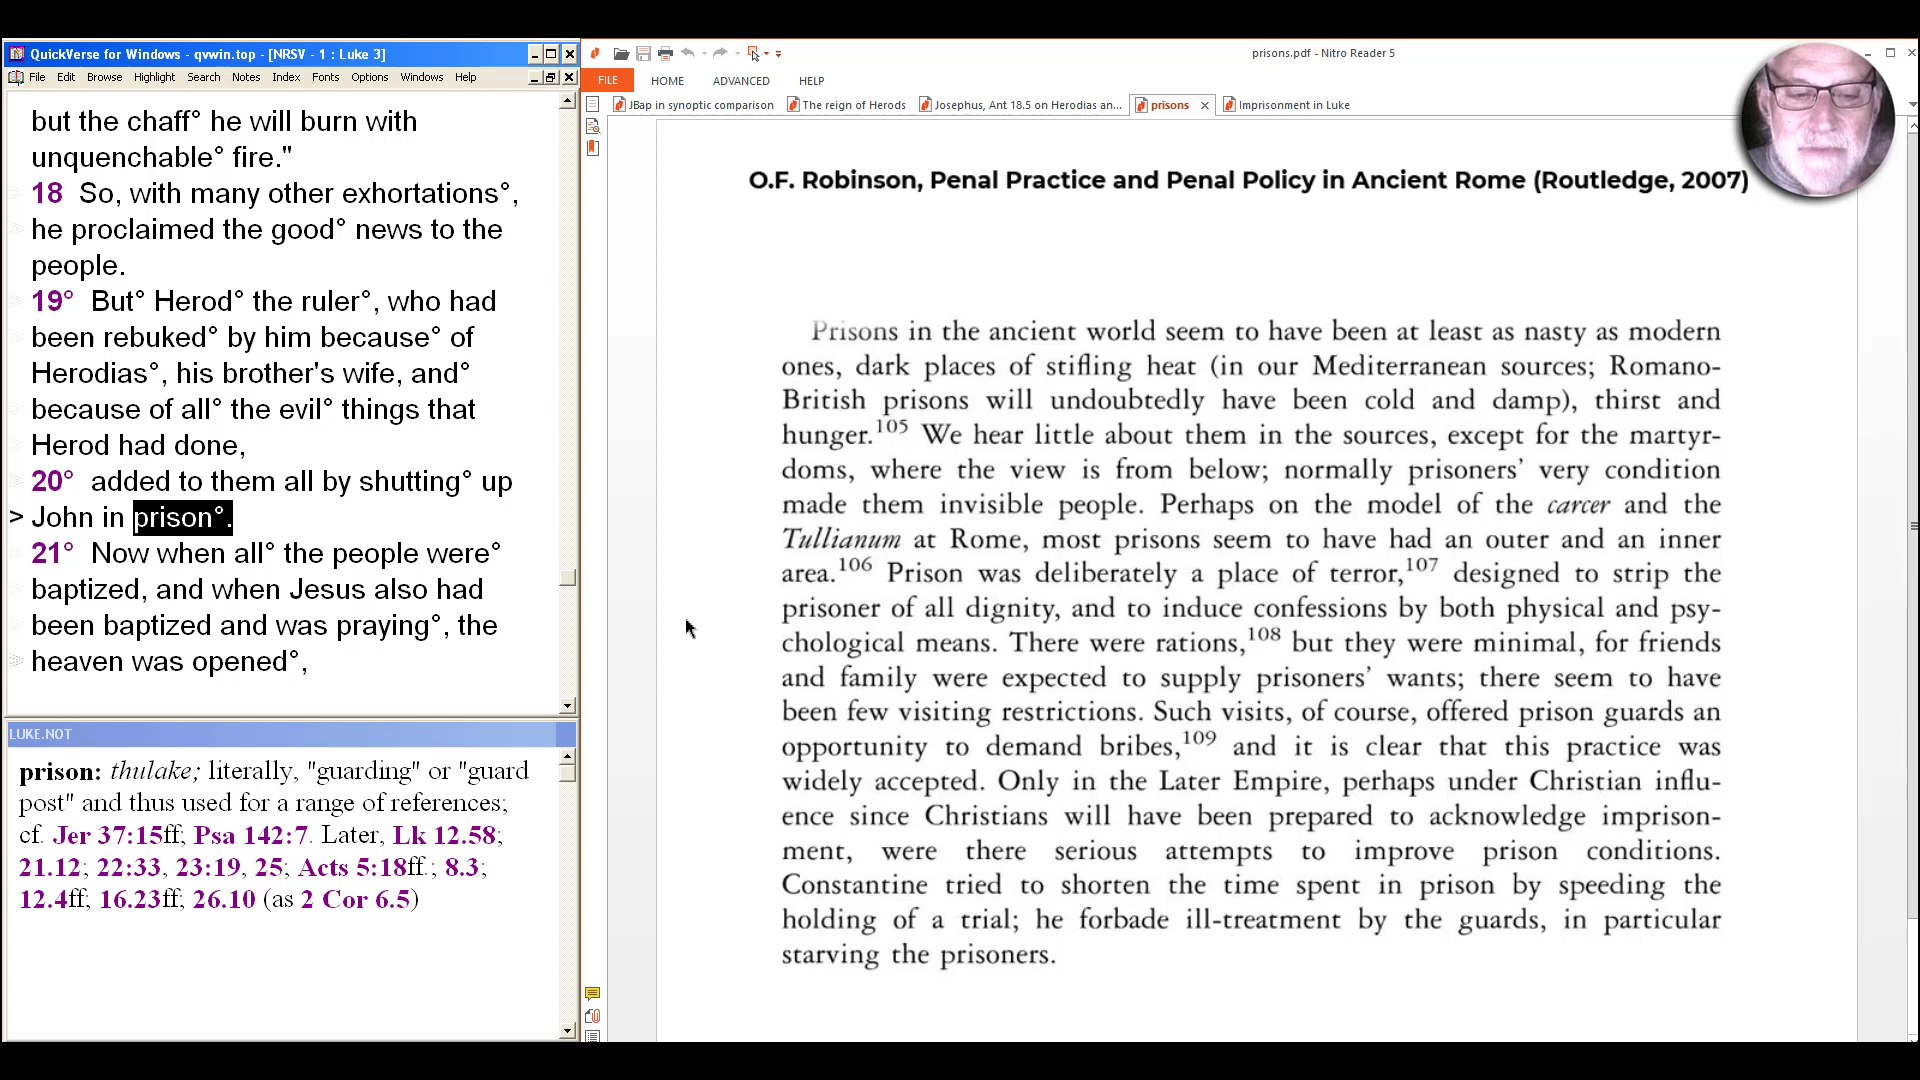 QuickVerse for Windows - qvwin.top - [NRSV - 1 : Luke 3]
File Edit Browse Highlight Search Notes Index Fonts Options Windows Help
but the chaff° he will burn with
unquenchable° fire."
18 So, with many other exhortations°,
he proclaimed the good° news to the
people.
19° But° Herod° the ruler°, who had
been rebuked° by him because° of
Herodias°, his brother's wife, and°
because of all° the evil° things that
Herod had done,
20° added to them all by shutting° up
> John in prison°.
21° Now when all° the people were°
baptized, and when Jesus also had
been baptized and was praying°, the
heaven was opened°,
LUKE.NOT
prison: thulake; literally, "guarding" or "guard
post" and thus used for a range of references;
cf. Jer 37:15ff; Psa 142:7. Later, Lk 12.58;
21.12; 22:33, 23:19, 25; Acts 5:18ff.; 8.3;
12.4ff; 16.23ff; 26.10 (as 2 Cor 6.5)
prisons.pdf - Nitro Reader 5
FILE HOME ADVANCED HELP
JBap in synoptic comparison The reign of Herods Josephus, Ant 18.5 on Herodias an... prisons Imprisonment in Luke
O.F. Robinson, Penal Practice and Penal Policy in Ancient Rome (Routledge, 2007)
Prisons in the ancient world seem to have been at least as nasty as modern
ones, dark places of stifling heat (in our Mediterranean sources; Romano-
British prisons will undoubtedly have been cold and damp), thirst and
hunger.105 We hear little about them in the sources, except for the martyr-
doms, where the view is from below; normally prisoners' very condition
made them invisible people. Perhaps on the model of the carcer and the
Tullianum at Rome, most prisons seem to have had an outer and an inner
area.106 Prison was deliberately a place of terror,107 designed to strip the
prisoner of all dignity, and to induce confessions by both physical and psy-
chological means. There were rations,108 but they were minimal, for friends
and family were expected to supply prisoners' wants; there seem to have
been few visiting restrictions. Such visits, of course, offered prison guards an
opportunity to demand bribes,109 and it is clear that this practice was
widely accepted. Only in the Later Empire, perhaps under Christian influ-
ence since Christians will have been prepared to acknowledge imprison-
ment, were there serious attempts to improve prison conditions.
Constantine tried to shorten the time spent in prison by speeding the
holding of a trial; he forbade ill-treatment by the guards, in particular
starving the prisoners.